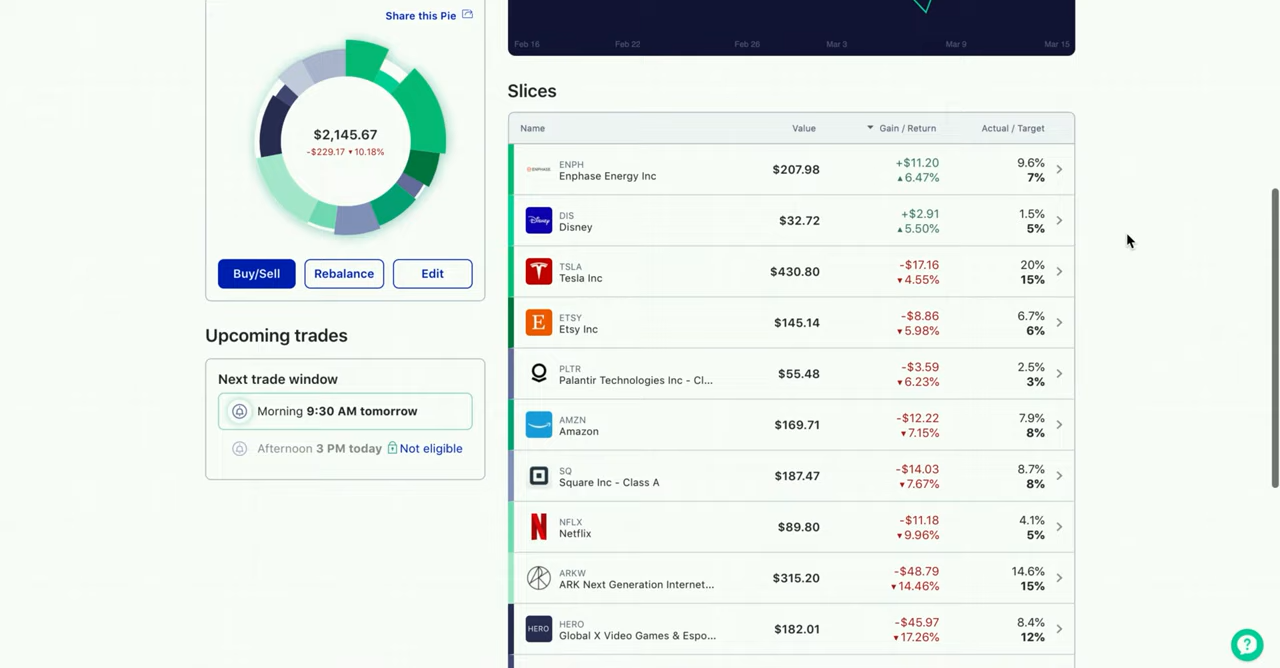 Share this Pie
$2,145.67
-$229.17 ▾ 10.18%
Buy/Sell
Rebalance
Edit
Upcoming trades
Next trade window
Morning 9:30 AM tomorrow
Afternoon 3 PM today Not eligible
Feb 16 Feb 22 Feb 26 Mar 3 Mar 9 Mar 15
Slices
Name Value ▾ Gain / Return Actual / Target
ENPHASE
ENPH
Enphase Energy Inc
$207.98
+$11.20
▴6.47%
9.6%
7%
Disney
DIS
Disney
$32.72
+$2.91
▴5.50%
1.5%
5%
TSLA
Tesla Inc
$430.80
-$17.16
▾4.55%
20%
15%
E
ETSY
Etsy Inc
$145.14
-$8.86
▾5.98%
6.7%
6%
PLTR
Palantir Technologies Inc - Cl...
$55.48
-$3.59
▾6.23%
2.5%
3%
AMZN
Amazon
$169.71
-$12.22
▾7.15%
7.9%
8%
SQ
Square Inc - Class A
$187.47
-$14.03
▾7.67%
8.7%
8%
N
NFLX
Netflix
$89.80
-$11.18
▾9.96%
4.1%
5%
ARKW
ARK Next Generation Internet...
$315.20
-$48.79
▾14.46%
14.6%
15%
HERO
HERO
Global X Video Games & Espo...
$182.01
-$45.97
▾17.26%
8.4%
12%
?